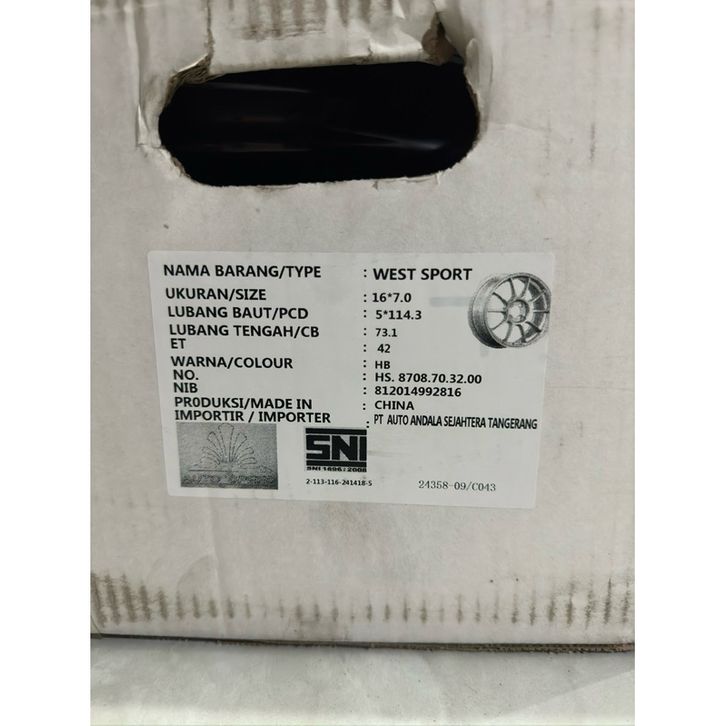 NAMA BARANG/TYPE : WEST SPORT
UKURAN/SIZE : 16*7.0
LUBANG BAUT/PCD : 5*114.3
LUBANG TENGAH/CB : 73.1
ET : 42
WARNA/COLOUR : HB
NO. : HS. 8708.70.32.00
NIB : 812014992816
PRODUKSI/MADE IN : CHINA
IMPORTIR / IMPORTER : PT AUTO ANDALA SEJAHTERA TANGERANG
SNI
SNI 1896 : 2008
2-113-116-241418-5
24358-09/C043